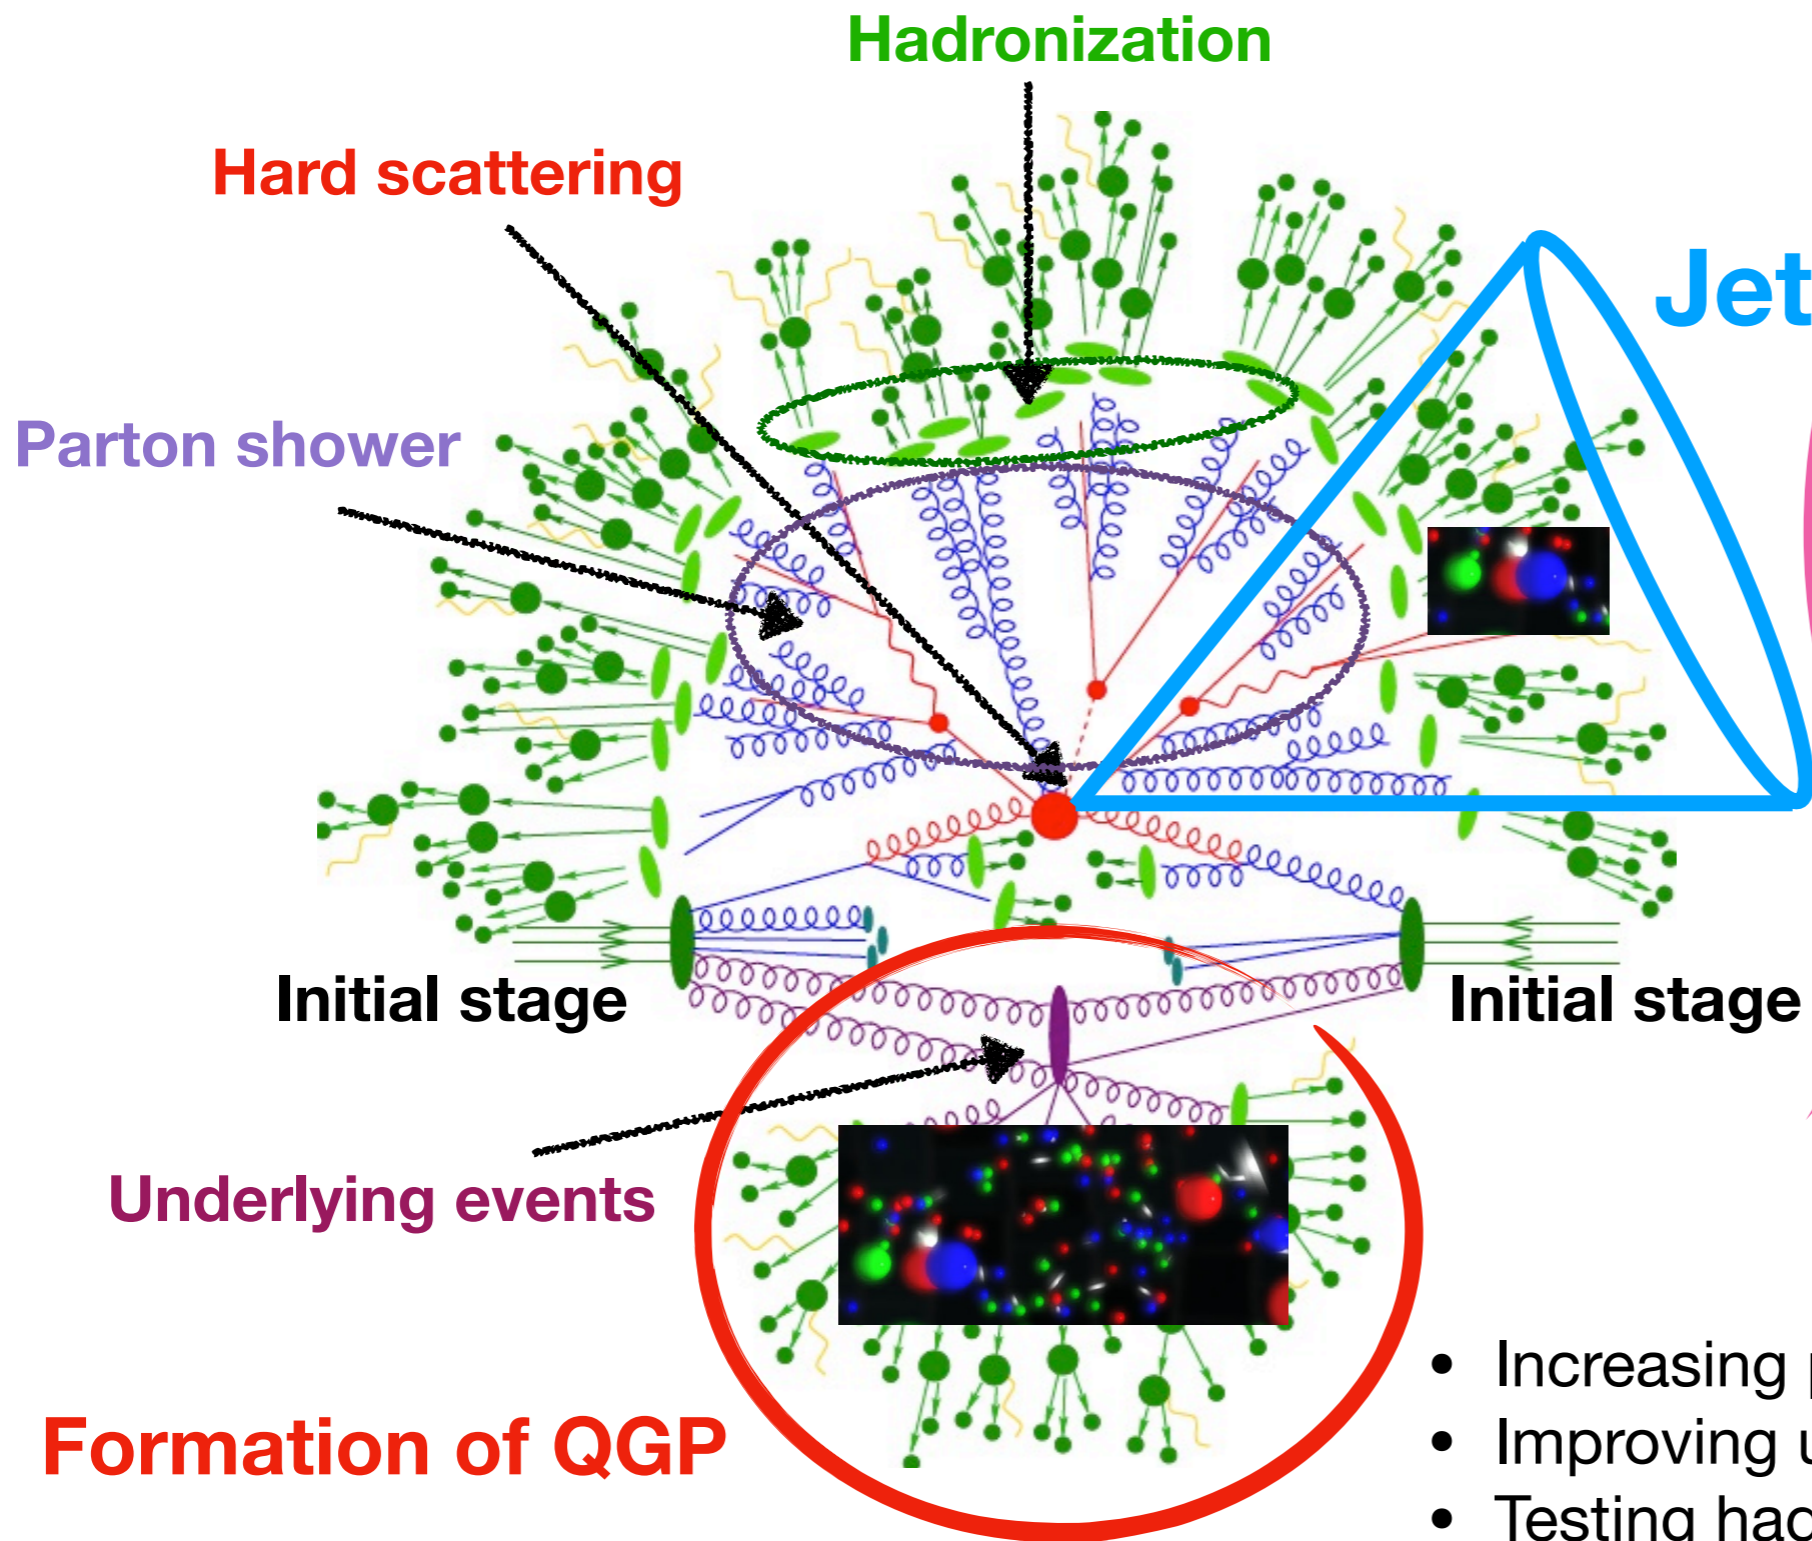 Hadronization
Hard scattering
Jet
Parton shower
Initial stage
Initial stage
Underlying events
Formation of QGP
• Increasing
• Improving
• Testing